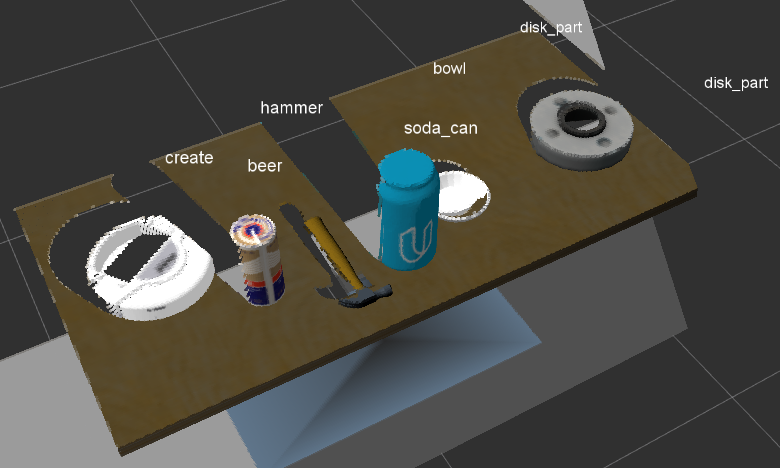 disk_part
bowl
disk_part
hammer
soda_can
create
beer
U